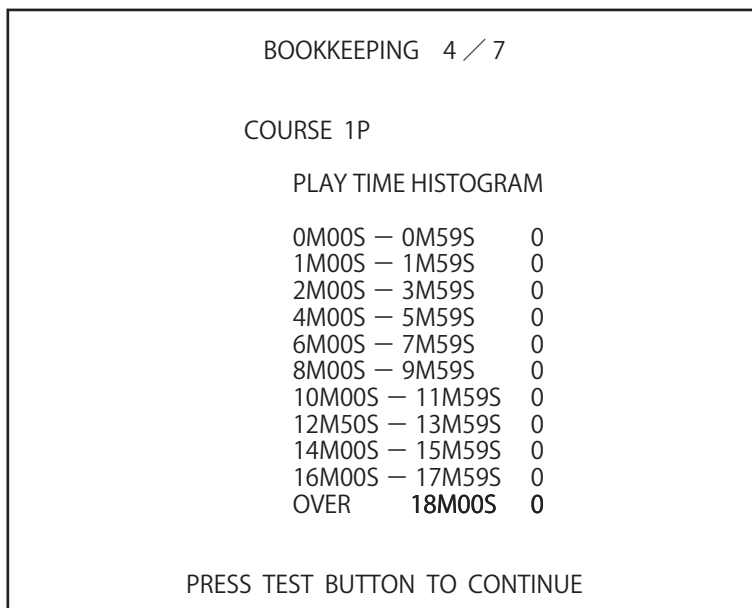 BOOKKEEPING 4 ／ 7
COURSE 1P
PLAY TIME HISTOGRAM
0M00S － 0M59S 0
1M00S － 1M59S 0
2M00S － 3M59S 0
4M00S － 5M59S 0
6M00S － 7M59S 0
8M00S － 9M59S 0
10M00S － 11M59S 0
12M50S － 13M59S 0
14M00S － 15M59S 0
16M00S － 17M59S 0
OVER 18M00S 0
PRESS TEST BUTTON TO CONTINUE